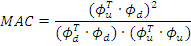 MAC = (ϕ_u^T · ϕ_d)^2 / ((ϕ_d^T · ϕ_d) · (ϕ_u^T · ϕ_u))